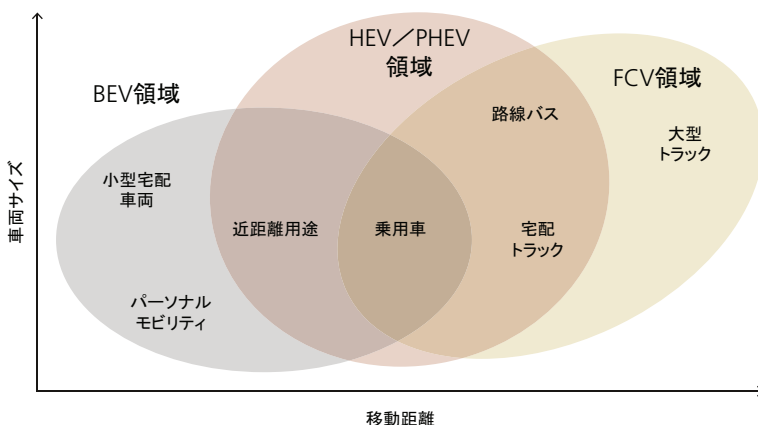 HEV／PHEV
領域
BEV領域
FCV領域
路線バス
大型
トラック
小型宅配
車両
近距離用途
乗用車
宅配
トラック
パーソナル
モビリティ
車両サイズ
移動距離